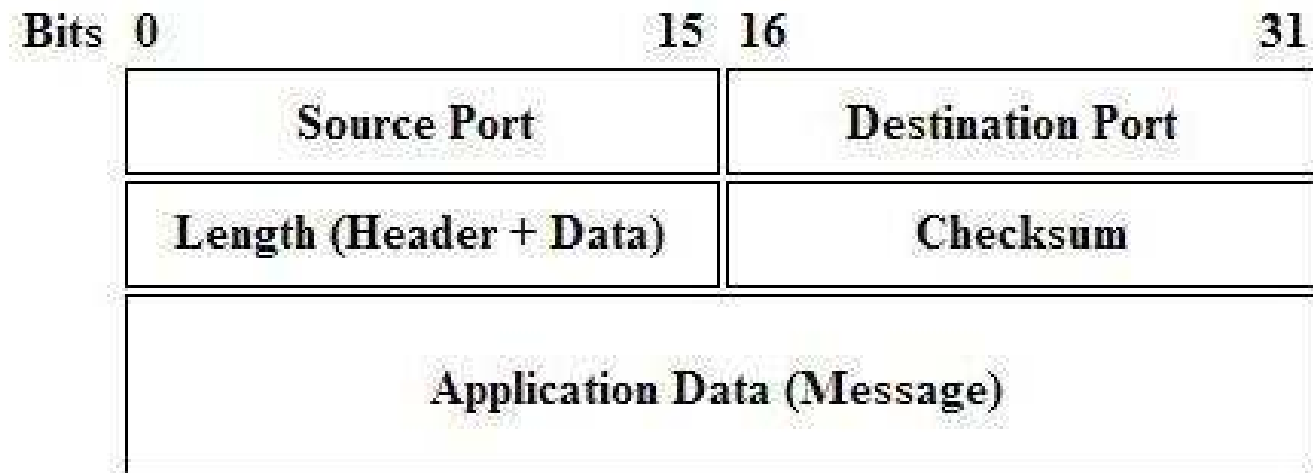 Bits 0 15 16 31
Source Port Destination Port
Length (Header + Data) Checksum
Application Data (Message)